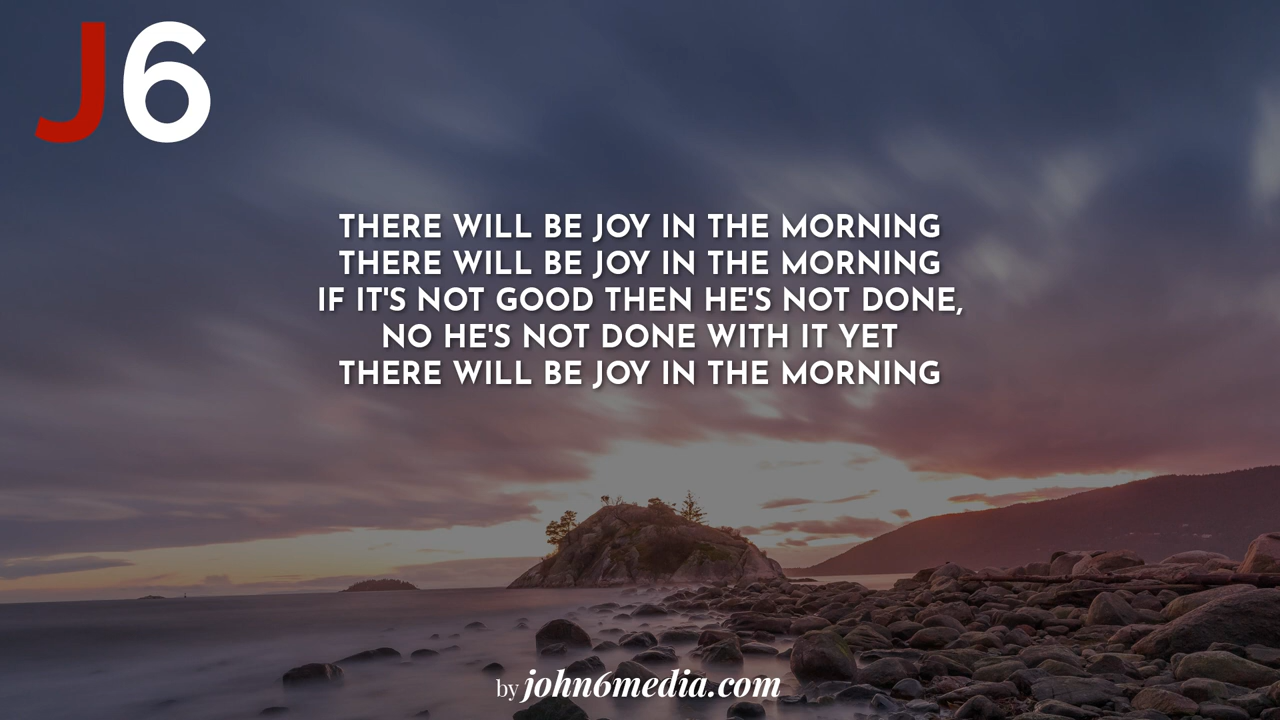 J6
THERE WILL BE JOY IN THE MORNING
THERE WILL BE JOY IN THE MORNING
IF IT'S NOT GOOD THEN HE'S NOT DONE,
NO HE'S NOT DONE WITH IT YET
THERE WILL BE JOY IN THE MORNING
by john6media.com